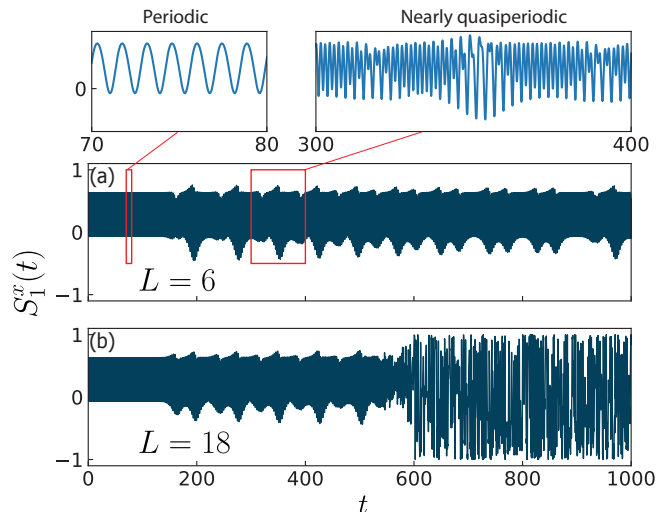 Periodic
Nearly quasiperiodic
0
70 80 300 400
1
(a)
0
L = 6
−1
S₁ˣ(t)
1
(b)
0
L = 18
−1
0 200 400 600 800 1000
t